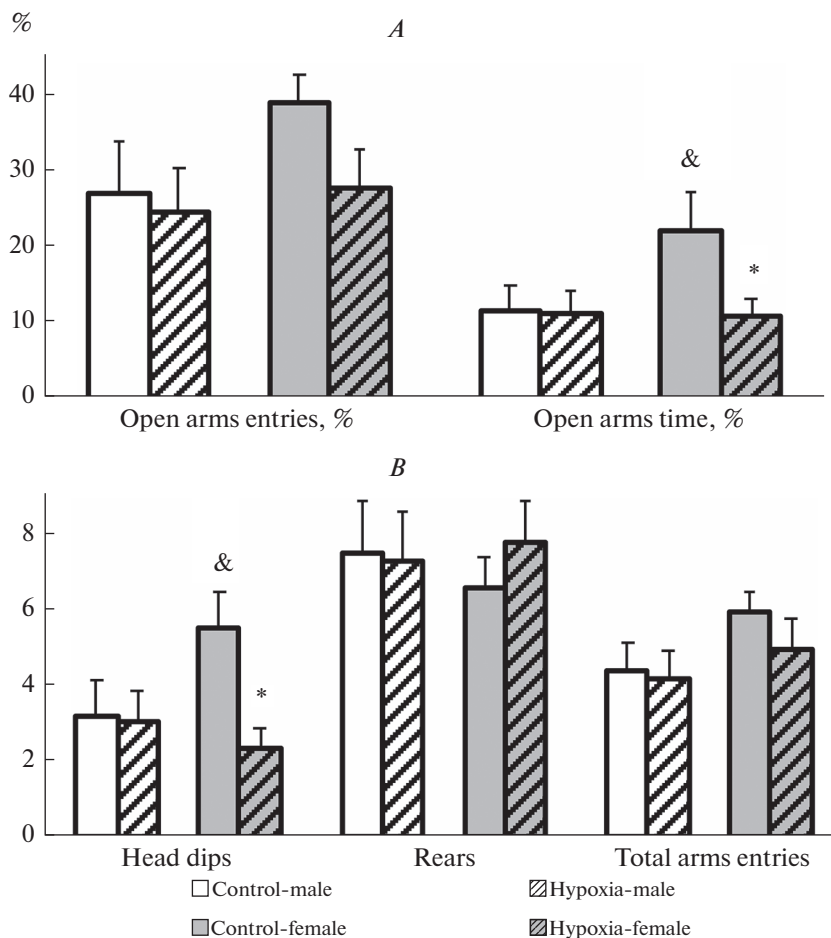 %
A
40
30
20
10
0
&
*
Open arms entries, %
Open arms time, %
B
8
6
4
2
0
&
*
Head dips
Rears
Total arms entries
Control-male
Hypoxia-male
Control-female
Hypoxia-female